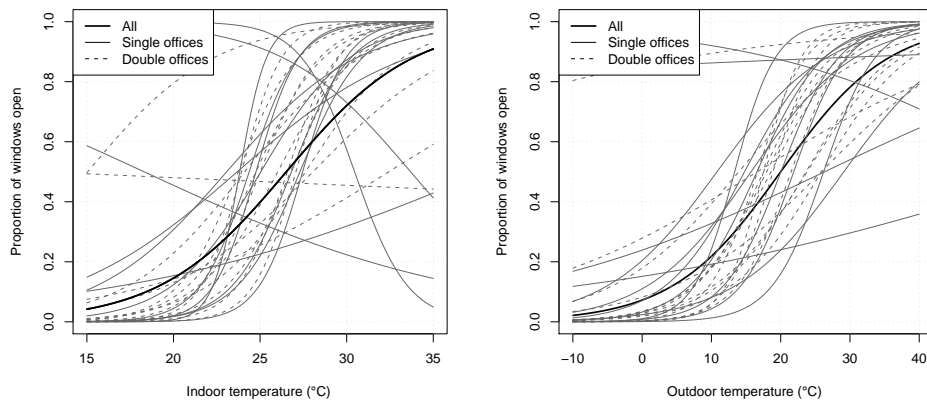 All
Single offices
Double offices
Proportion of windows open
1.0
0.8
0.6
0.4
0.2
0.0
15 20 25 30 35
Indoor temperature (°C)
All
Single offices
Double offices
Proportion of windows open
1.0
0.8
0.6
0.4
0.2
0.0
−10 0 10 20 30 40
Outdoor temperature (°C)